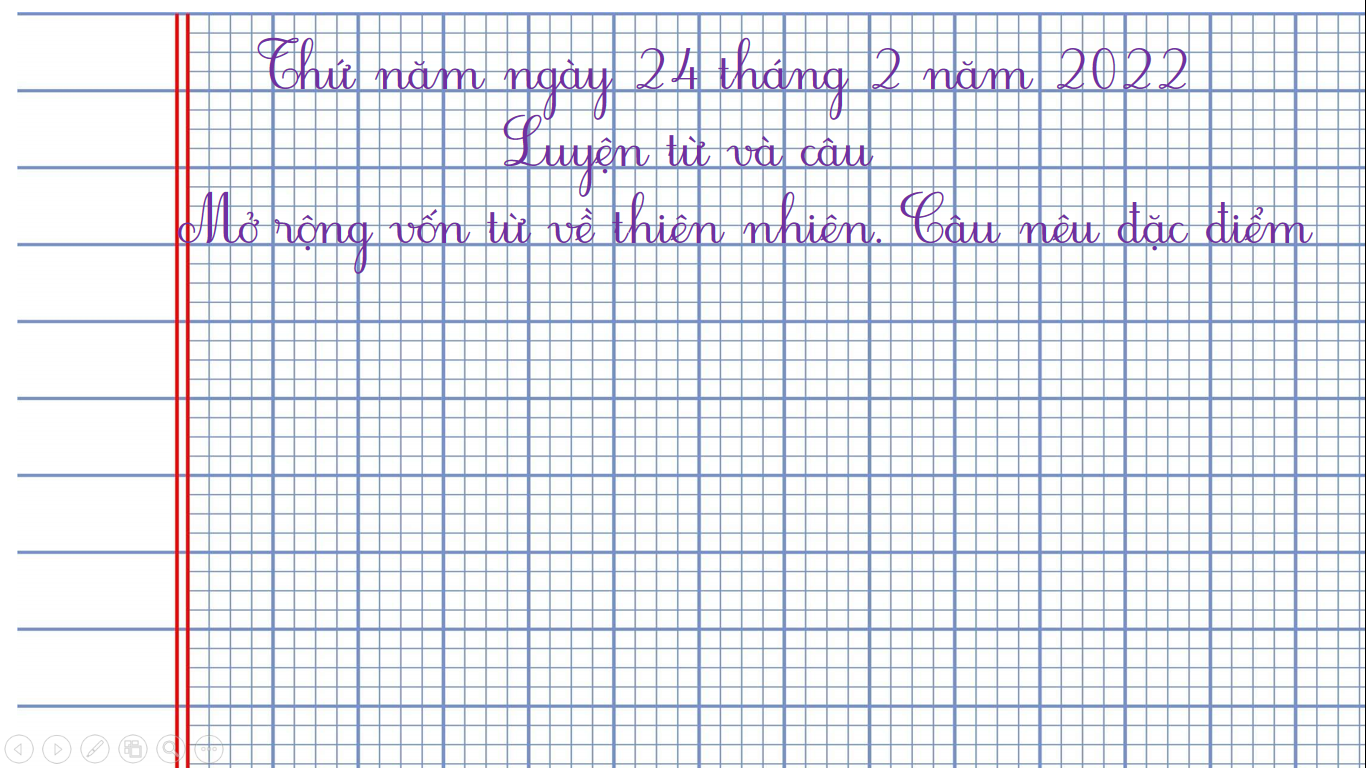 Thứ năm ngày 24 tháng 2 năm 2022
Luyện từ và câu
Mở rộng vốn từ về thiên nhiên. Câu nêu đặc điểm